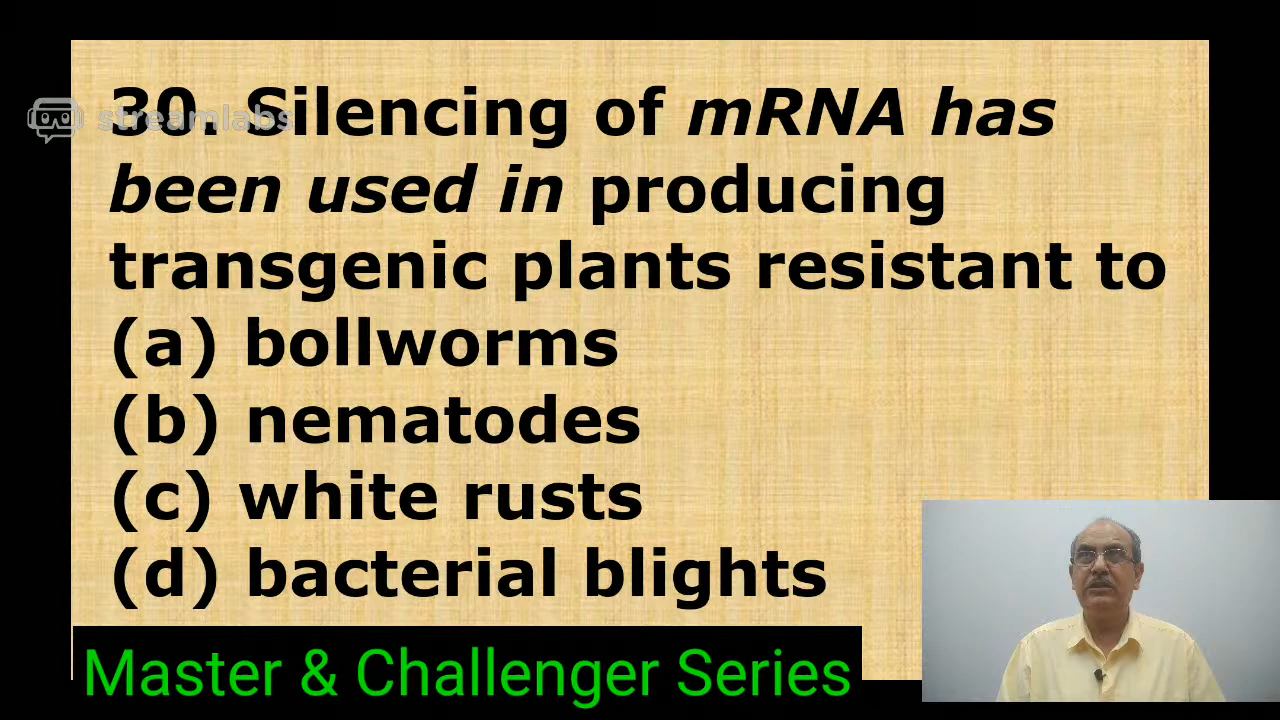 30. Silencing of mRNA has
streamlabs
been used in producing
transgenic plants resistant to
(a) bollworms
(b) nematodes
(c) white rusts
(d) bacterial blights
Master & Challenger Series